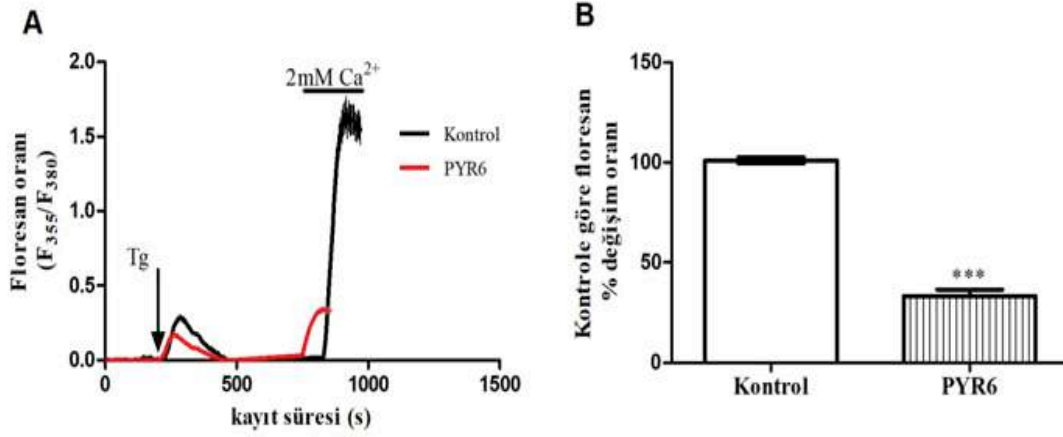 A
2.0
1.5
1.0
0.5
0.0
0
500
1000
1500
Floresan oranı
(F355/F380)
kayıt süresi (s)
Tg
2mM Ca2+
Kontrol
PYR6
B
150
100
50
0
Kontrole göre floresan
% değişim oranı
***
Kontrol
PYR6